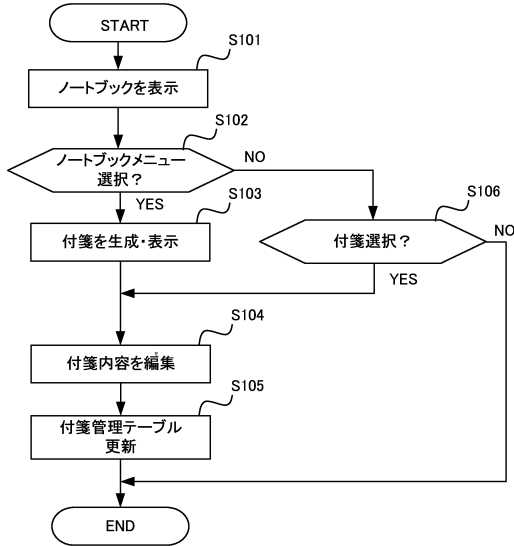 START
S101
ノートブックを表示
S102
ノートブックメニュー
選択？
NO
YES
S103
付箋を生成・表示
S106
付箋選択？
NO
YES
S104
付箋内容を編集
S105
付箋管理テーブル
更新
END